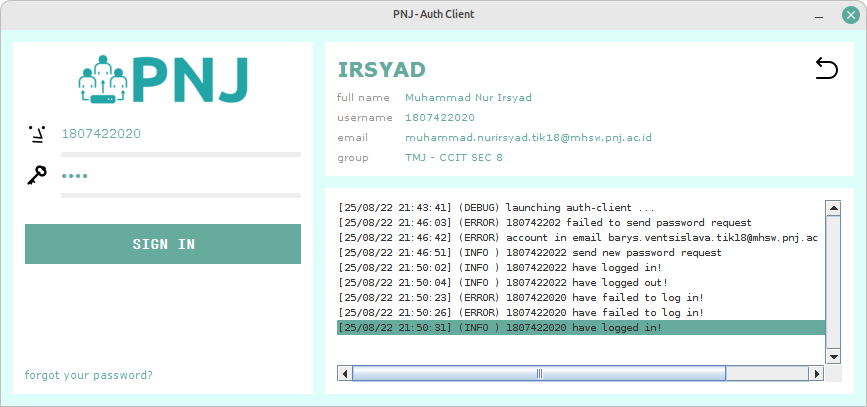 PNJ - Auth Client
PNJ
1807422020
••••
SIGN IN
forgot your password?
IRSYAD
full name Muhammad Nur Irsyad
username 1807422020
email muhammad.nurirsyad.tik18@mhsw.pnj.ac.id
group TMJ - CCIT SEC 8
[25/08/22 21:43:41] (DEBUG) launching auth-client ...
[25/08/22 21:46:03] (ERROR) 180742202 failed to send password request
[25/08/22 21:46:42] (ERROR) account in email barys.ventsislava.tik18@mhsw.pnj.ac
[25/08/22 21:46:51] (INFO ) 1807422022 send new password request
[25/08/22 21:50:02] (INFO ) 1807422022 have logged in!
[25/08/22 21:50:04] (INFO ) 1807422022 have logged out!
[25/08/22 21:50:23] (ERROR) 1807422020 have failed to log in!
[25/08/22 21:50:26] (ERROR) 1807422020 have failed to log in!
[25/08/22 21:50:31] (INFO ) 1807422020 have logged in!